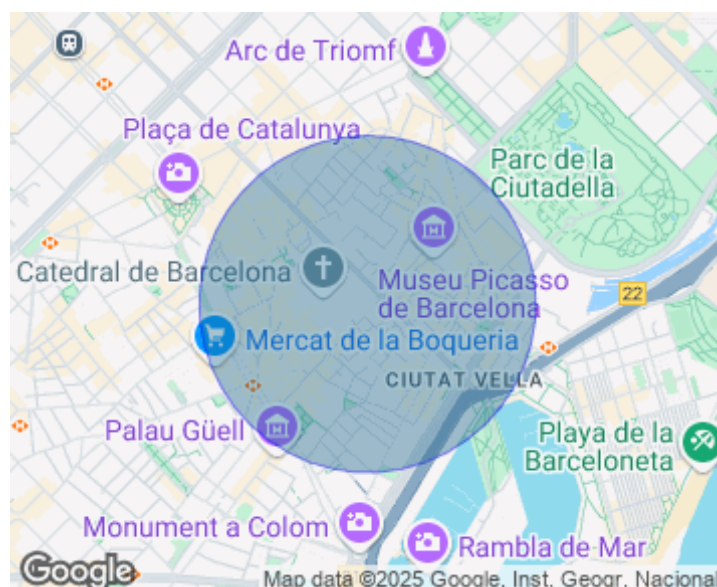 Arc de Triomf
Plaça de Catalunya
Parc de la
Ciutadella
Catedral de Barcelona
Museu Picasso
de Barcelona
22
Mercat de la Boqueria
CIUTAT VELLA
Palau Güell
Playa de la
Barceloneta
Monument a Colom
Rambla de Mar
Google
Map data ©2025 Google, Inst. Geogr. Nacional